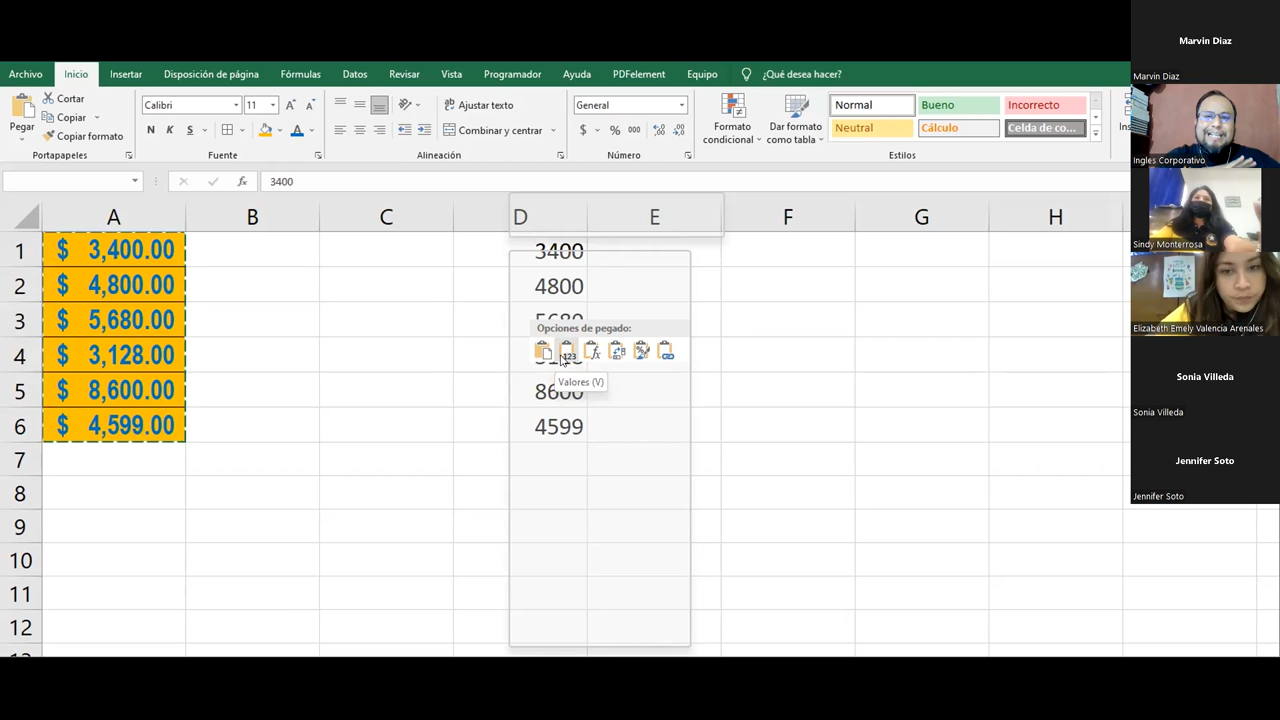 Archivo Inicio Insertar Disposición de página Fórmulas Datos Revisar Vista Programador Ayuda PDFelement Equipo ¿Qué desea hacer?
Cortar
Copiar
Copiar formato
Pegar
Portapapeles
Calibri 11
N K S
Fuente
Ajustar texto
Combinar y centrar
Alineación
General
$ % 000
Número
Formato condicional
Dar formato como tabla
Normal Bueno Incorrecto
Neutral Cálculo Celda de co...
Estilos
fx 3400
A B C D E F G H
1 $ 3,400.00 3400
2 $ 4,800.00 4800
3 $ 5,680.00 5680
Opciones de pegado:
4 $ 3,128.00
Valores (V)
5 $ 8,600.00 8600
6 $ 4,599.00 4599
7
8
9
10
11
12
Marvin Diaz
Marvin Diaz
Ingles Corporativo
Sindy Monterrosa
Elizabeth Emely Valencia Arenales
Sonia Villeda
Sonia Villeda
Jennifer Soto
Jennifer Soto